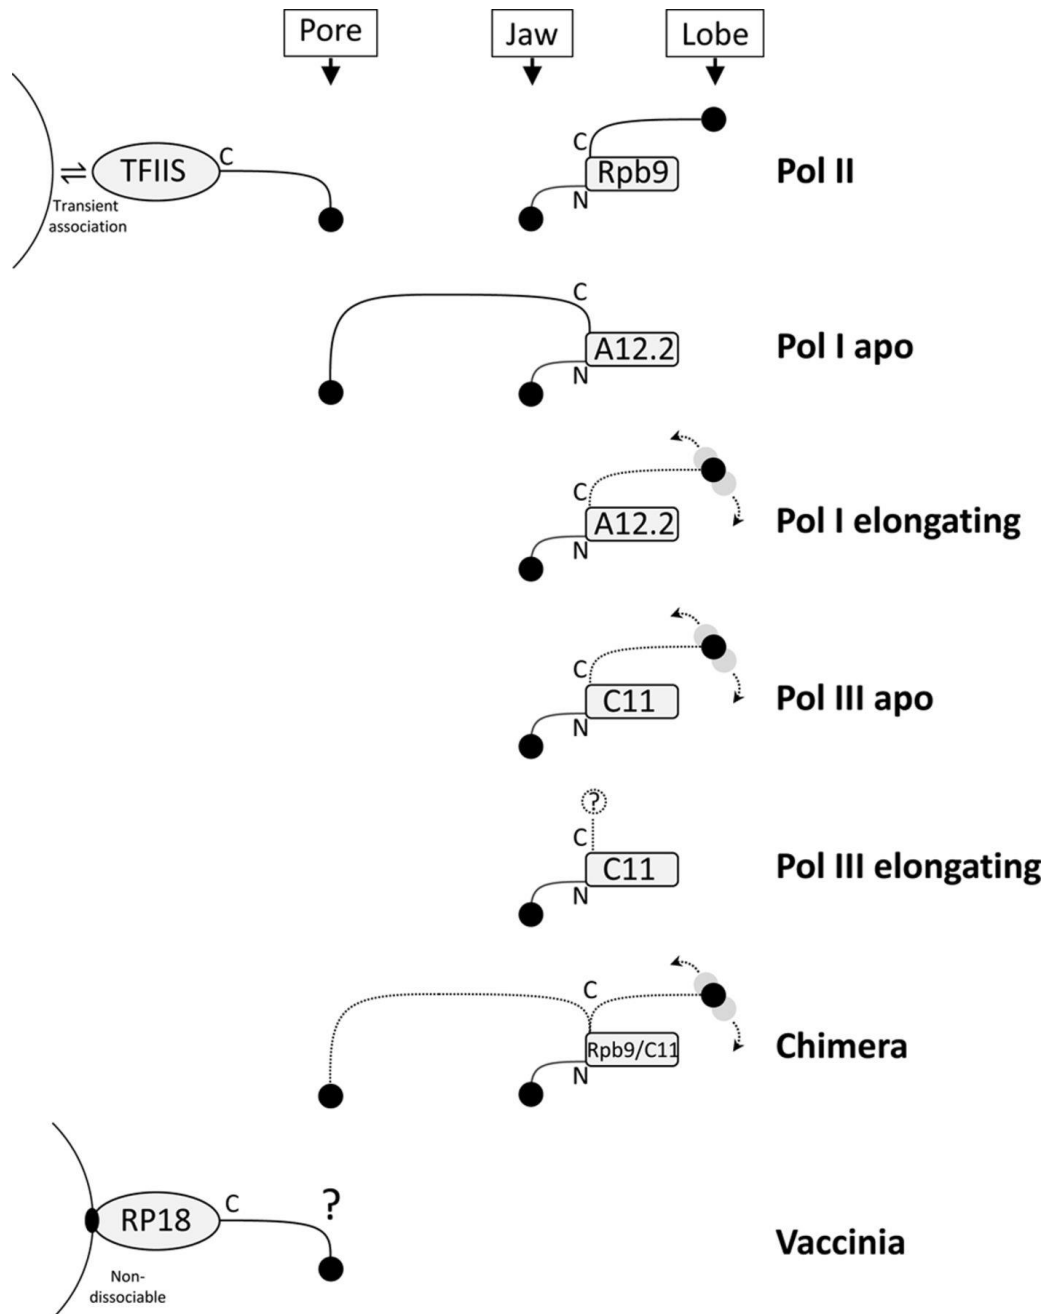 Pore Jaw Lobe
C C
TFIIS Rpb9 Pol II
N
Transient
association
C
A12.2 Pol I apo
N
C
A12.2 Pol I elongating
N
C
C11 Pol III apo
N
?
C
C11 Pol III elongating
N
C
Rpb9/C11 Chimera
N
C ?
RP18 Vaccinia
Non-
dissociable